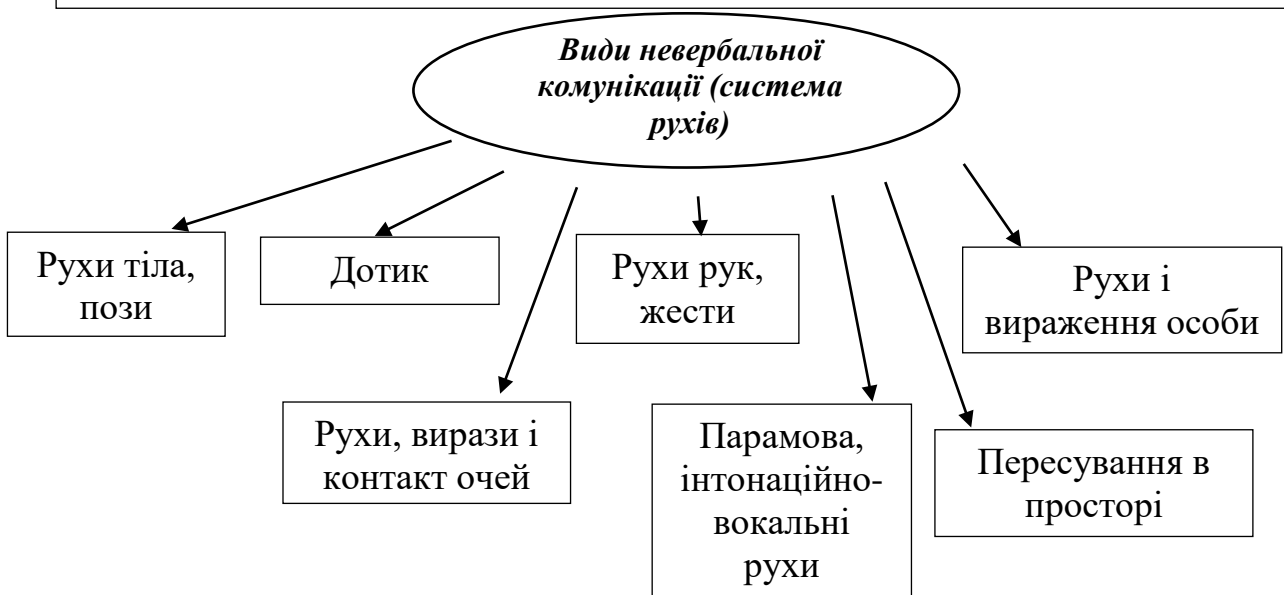 Види невербальної
комунікації (система
рухів)
Рухи тіла,
пози
Дотик
Рухи рук,
жести
Рухи і
вираження особи
Рухи, вирази і
контакт очей
Парамова,
інтонаційно-
вокальні
рухи
Пересування в
просторі